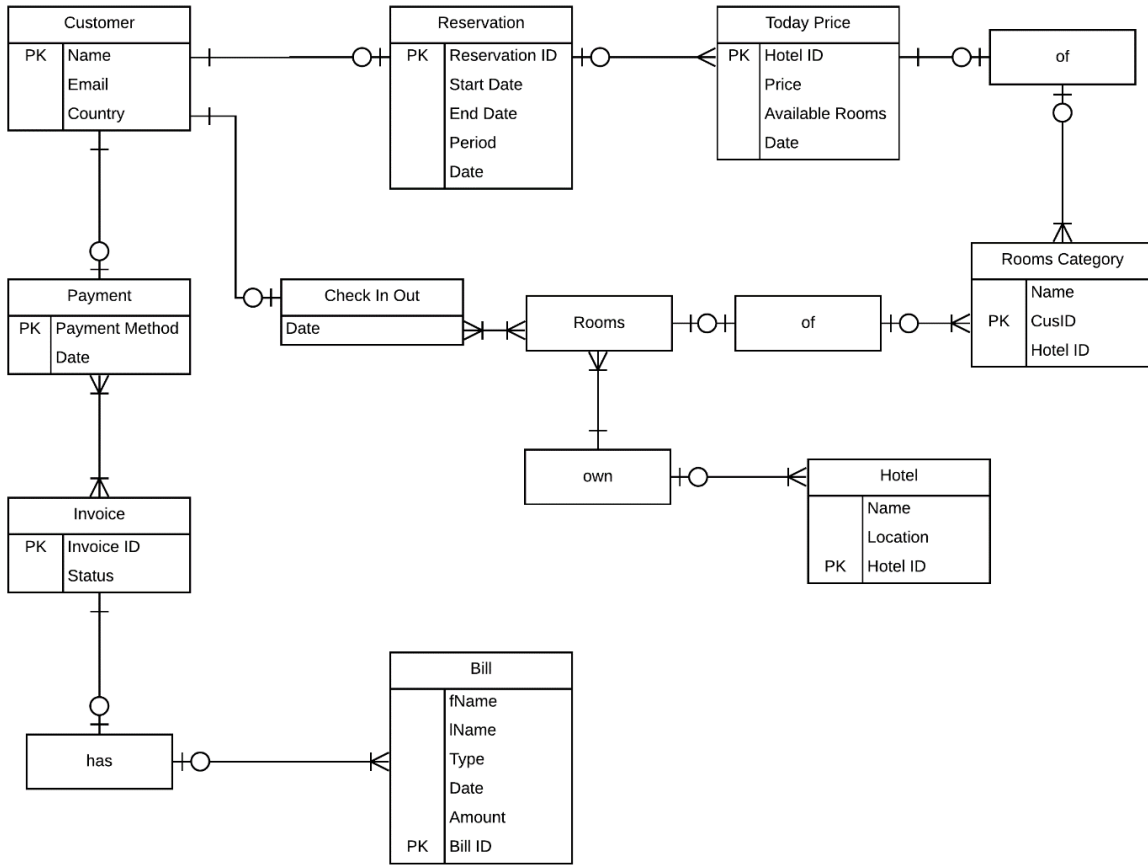 Customer
PK Name
Email
Country
Reservation
PK Reservation ID
Start Date
End Date
Period
Date
Today Price
PK Hotel ID
Price
Available Rooms
Date
of
Payment
PK Payment Method
Date
Check In Out
Date
Rooms
of
Rooms Category
Name
PK CusID
Hotel ID
own
Hotel
Name
Location
PK Hotel ID
Invoice
PK Invoice ID
Status
has
Bill
fName
lName
Type
Date
Amount
PK Bill ID